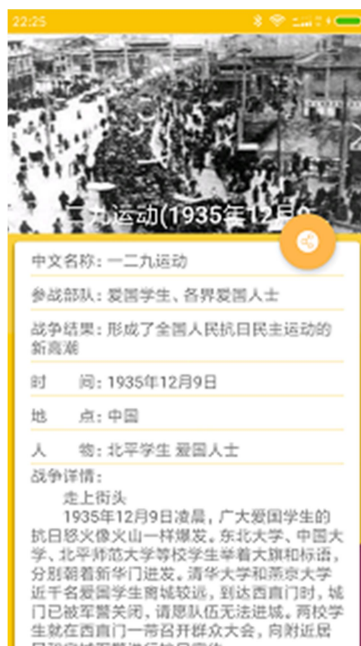 22:25
一二九运动(1935年12月9
中文名称：一二九运动
参战部队：爱国学生、各界爱国人士
战争结果：形成了全国人民抗日民主运动的
新高潮
时　　间：1935年12月9日
地　　点：中国
人　　物：北平学生 爱国人士
战争详情：
走上街头
1935年12月9日凌晨，广大爱国学生的
抗日怒火像火山一样爆发。东北大学、中国大
学、北平师范大学等校学生举着大旗和标语，
分别朝着新华门进发。清华大学和燕京大学
近千名爱国学生离城较远，到达西直门时，城
门已被军警关闭，请愿队伍无法进城。两校学
生就在西直门一带召开群众大会，向附近居